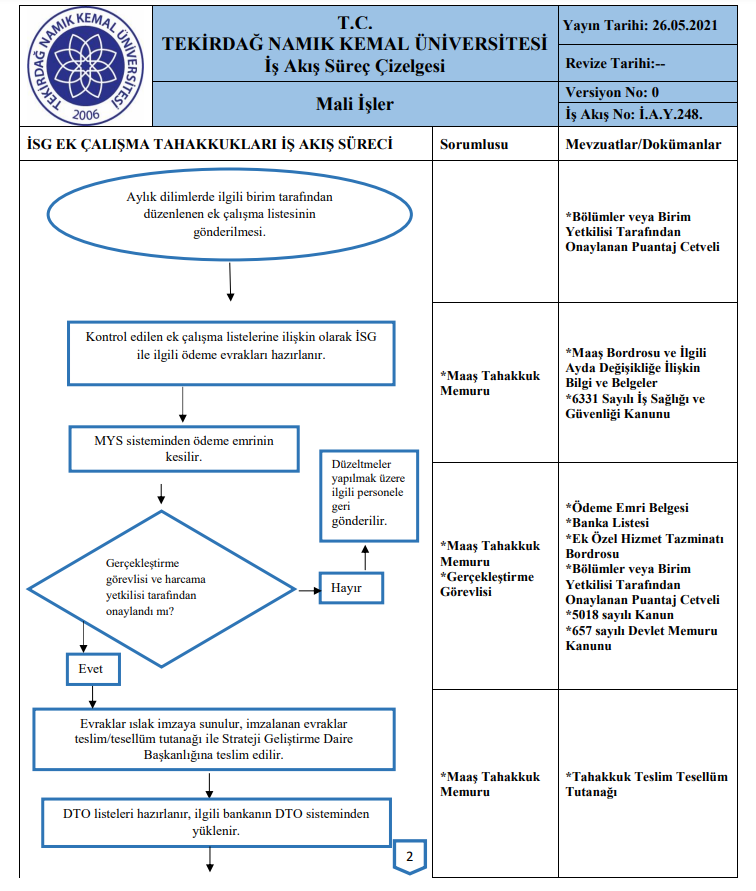 TEKİRDAĞ NAMIK KEMAL ÜNİVERSİTESİ
2006
T.C.
TEKİRDAĞ NAMIK KEMAL ÜNİVERSİTESİ
İş Akış Süreç Çizelgesi
Mali İşler
Yayın Tarihi: 26.05.2021
Revize Tarihi:--
Versiyon No: 0
İş Akış No: İ.A.Y.248.
İSG EK ÇALIŞMA TAHAKKUKLARI İŞ AKIŞ SÜRECİ
Sorumlusu
Mevzuatlar/Dokümanlar
Aylık dilimlerde ilgili birim tarafından
düzenlenen ek çalışma listesinin
gönderilmesi.
*Bölümler veya Birim
Yetkilisi Tarafından
Onaylanan Puantaj Cetveli
Kontrol edilen ek çalışma listelerine ilişkin olarak İSG
ile ilgili ödeme evrakları hazırlanır.
MYS sisteminden ödeme emrinin
kesilir.
*Maaş Tahakkuk
Memuru
*Maaş Bordrosu ve İlgili
Ayda Değişikliğe İlişkin
Bilgi ve Belgeler
*6331 Sayılı İş Sağlığı ve
Güvenliği Kanunu
Düzeltmeler
yapılmak üzere
ilgili personele
geri
gönderilir.
Gerçekleştirme
görevlisi ve harcama
yetkilisi tarafından
onaylandı mı?
Hayır
Evet
*Maaş Tahakkuk
Memuru
*Gerçekleştirme
Görevlisi
*Ödeme Emri Belgesi
*Banka Listesi
*Ek Özel Hizmet Tazminatı
Bordrosu
*Bölümler veya Birim
Yetkilisi Tarafından
Onaylanan Puantaj Cetveli
*5018 sayılı Kanun
*657 sayılı Devlet Memuru
Kanunu
Evraklar ıslak imzaya sunulur, imzalanan evraklar
teslim/tesellüm tutanağı ile Strateji Geliştirme Daire
Başkanlığına teslim edilir.
DTO listeleri hazırlanır, ilgili bankanın DTO sisteminden
yüklenir.
2
*Maaş Tahakkuk
Memuru
*Tahakkuk Teslim Tesellüm
Tutanağı